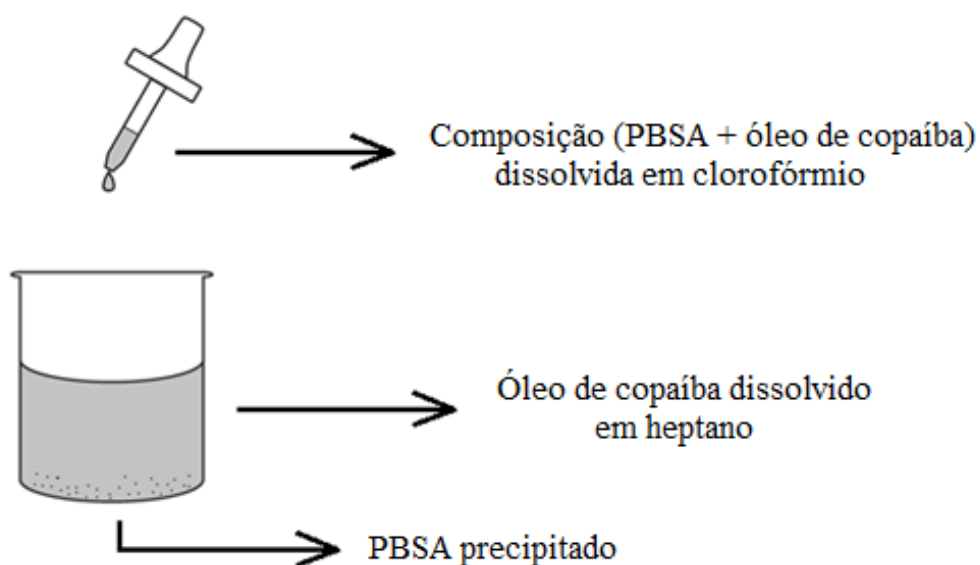 Composição (PBSA + óleo de copaíba)
dissolvida em clorofórmio
Óleo de copaíba dissolvido
em heptano
PBSA precipitado